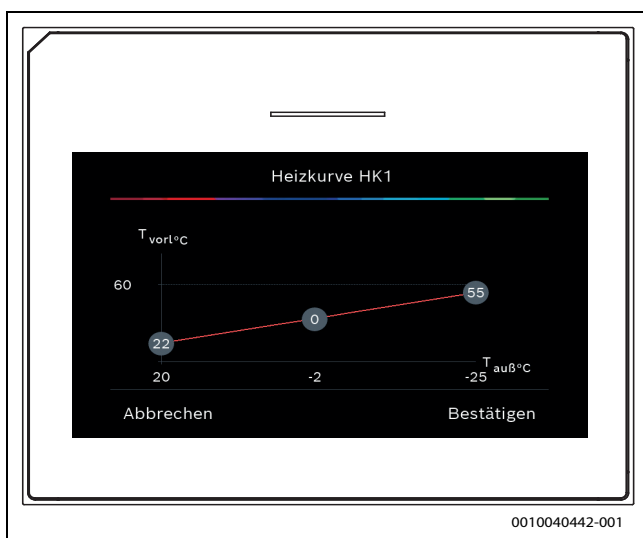 Heizkurve HK1
T vorl°C
60
55
0
22
T auß°C
20 -2 -25
Abbrechen Bestätigen
0010040442-001